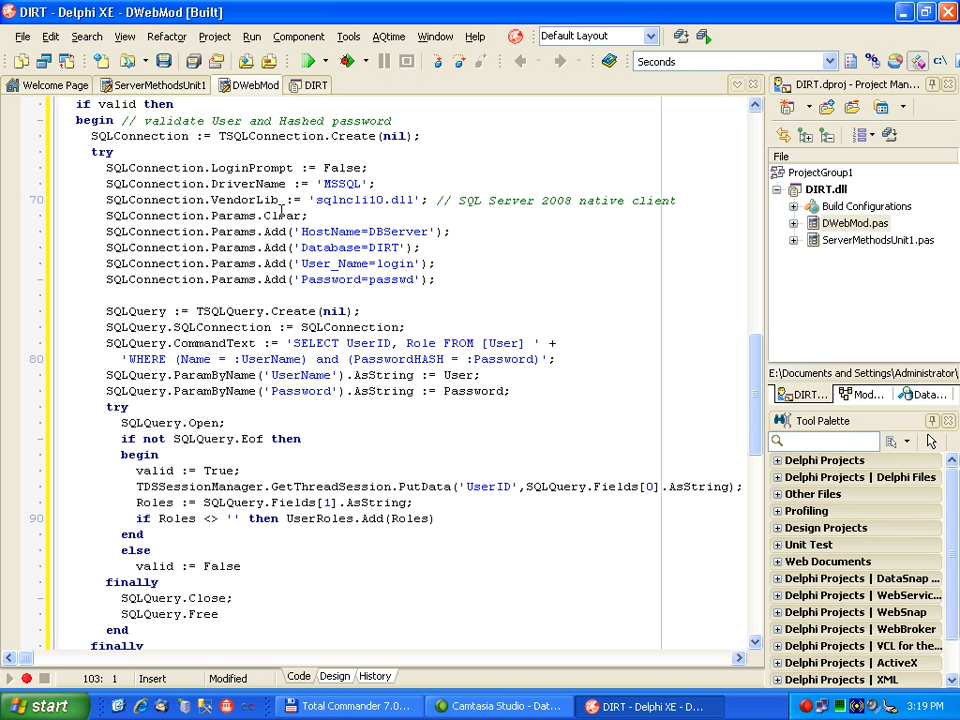 DIRT - Delphi XE - DWebMod [Built]
File Edit Search View Refactor Project Run Component Tools AQtime Window Help Default Layout
Seconds
Welcome Page ServerMethodsUnit1 DWebMod DIRT
if valid then
begin // validate User and Hashed password
SQLConnection := TSQLConnection.Create(nil);
try
SQLConnection.LoginPrompt := False;
SQLConnection.DriverName := 'MSSQL';
70 SQLConnection.VendorLib := 'sqlncli10.dll'; // SQL Server 2008 native client
SQLConnection.Params.Clear;
SQLConnection.Params.Add('HostName=DBServer');
SQLConnection.Params.Add('Database=DIRT');
SQLConnection.Params.Add('User_Name=login');
SQLConnection.Params.Add('Password=passwd');
SQLQuery := TSQLQuery.Create(nil);
SQLQuery.SQLConnection := SQLConnection;
SQLQuery.CommandText := 'SELECT UserID, Role FROM [User] ' +
80 'WHERE (Name = :UserName) and (PasswordHASH = :Password)';
SQLQuery.ParamByName('UserName').AsString := User;
SQLQuery.ParamByName('Password').AsString := Password;
try
SQLQuery.Open;
if not SQLQuery.Eof then
begin
valid := True;
TDSSessionManager.GetThreadSession.PutData('UserID',SQLQuery.Fields[0].AsString);
Roles := SQLQuery.Fields[1].AsString;
90 if Roles <> '' then UserRoles.Add(Roles)
end
else
valid := False
finally
SQLQuery.Close;
SQLQuery.Free
end
finally
103: 1 Insert Modified Code Design History
DIRT.dproj - Project Man...
File
ProjectGroup1
DIRT.dll
Build Configurations
DWebMod.pas
ServerMethodsUnit1.pas
E:\Documents and Settings\Administrator/
DIRT... Mod... Data...
Tool Palette
Delphi Projects
Delphi Projects | Delphi Files
Other Files
Profiling
Design Projects
Unit Test
Web Documents
Delphi Projects | DataSnap ...
Delphi Projects | WebServic...
Delphi Projects | WebSnap
Delphi Projects | WebBroker
Delphi Projects | VCL for the...
Delphi Projects | ActiveX
Delphi Projects | XML
start Total Commander 7.0... Camtasia Studio - Dat... DIRT - Delphi XE - D... 3:19 PM